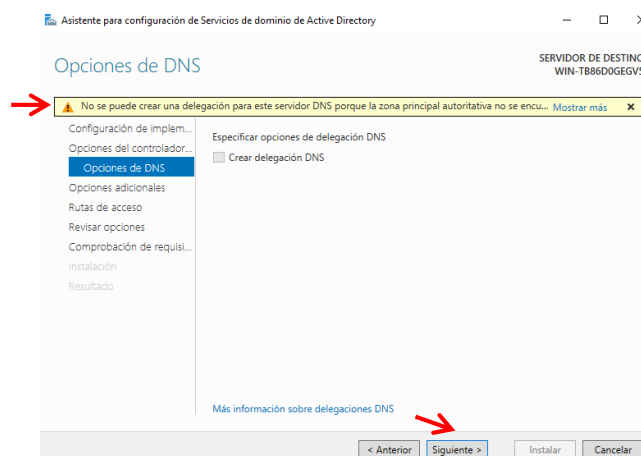 Asistente para configuración de Servicios de dominio de Active Directory
Opciones de DNS
SERVIDOR DE DESTINO
WIN-TB86D0GEGV5
No se puede crear una delegación para este servidor DNS porque la zona principal autoritativa no se encu... Mostrar más
Configuración de implem...
Opciones del controlador...
Opciones de DNS
Opciones adicionales
Rutas de acceso
Revisar opciones
Comprobación de requisi...
Instalación
Resultado
Especificar opciones de delegación DNS
Crear delegación DNS
Más información sobre delegaciones DNS
< Anterior
Siguiente >
Instalar
Cancelar